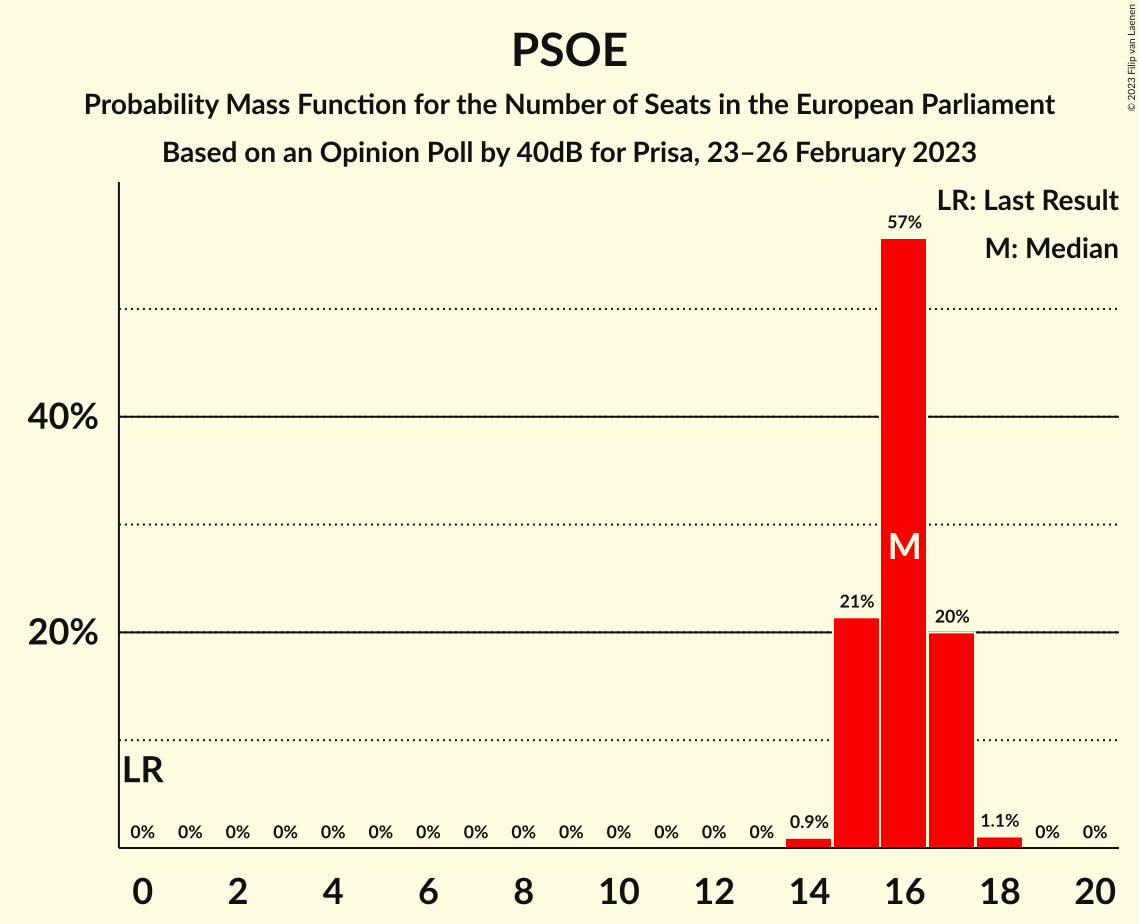 PSOE
Probability Mass Function for the Number of Seats in the European Parliament
Based on an Opinion Poll by 40dB for Prisa, 23–26 February 2023
© 2023 Filip van Laenen
LR: Last Result
M: Median
57%
40%
M
21%
20%
20%
LR
0% 0% 0% 0% 0% 0% 0% 0% 0% 0% 0% 0% 0% 0% 0.9% 1.1% 0% 0%
0 2 4 6 8 10 12 14 16 18 20